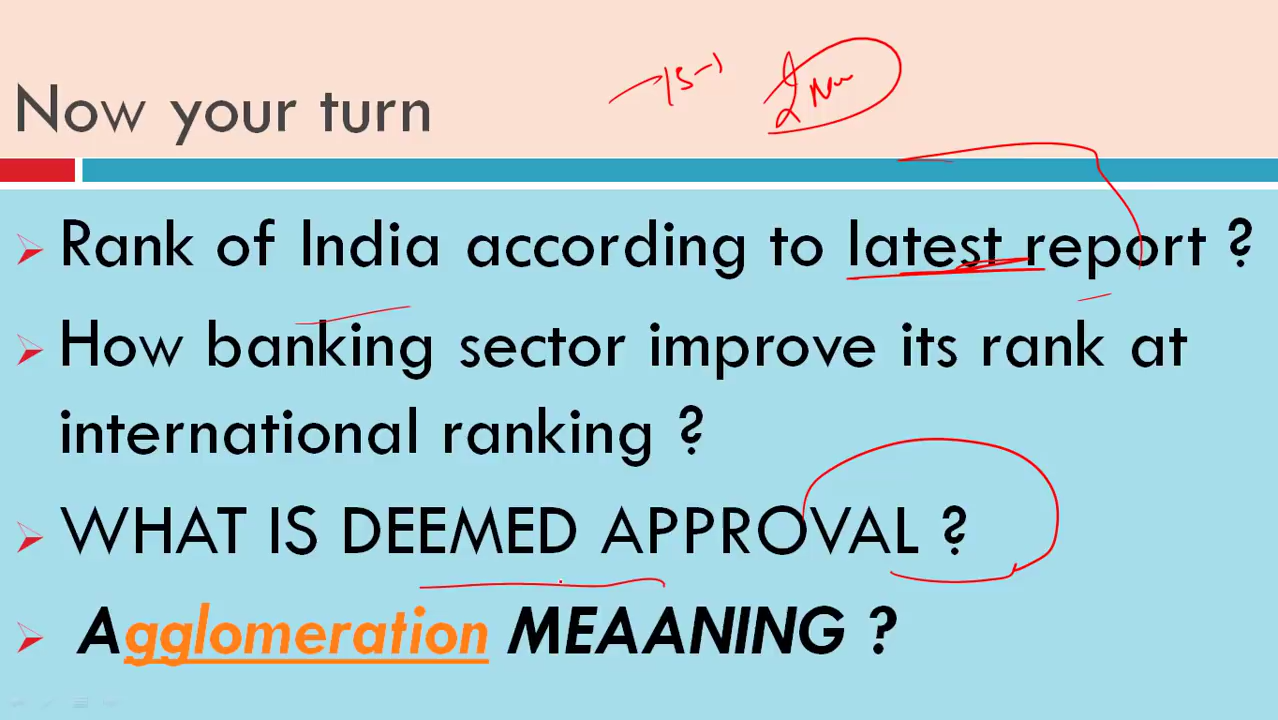 Now your turn
Rank of India according to latest report ?
How banking sector improve its rank at
international ranking ?
WHAT IS DEEMED APPROVAL ?
Agglomeration MEAANING ?